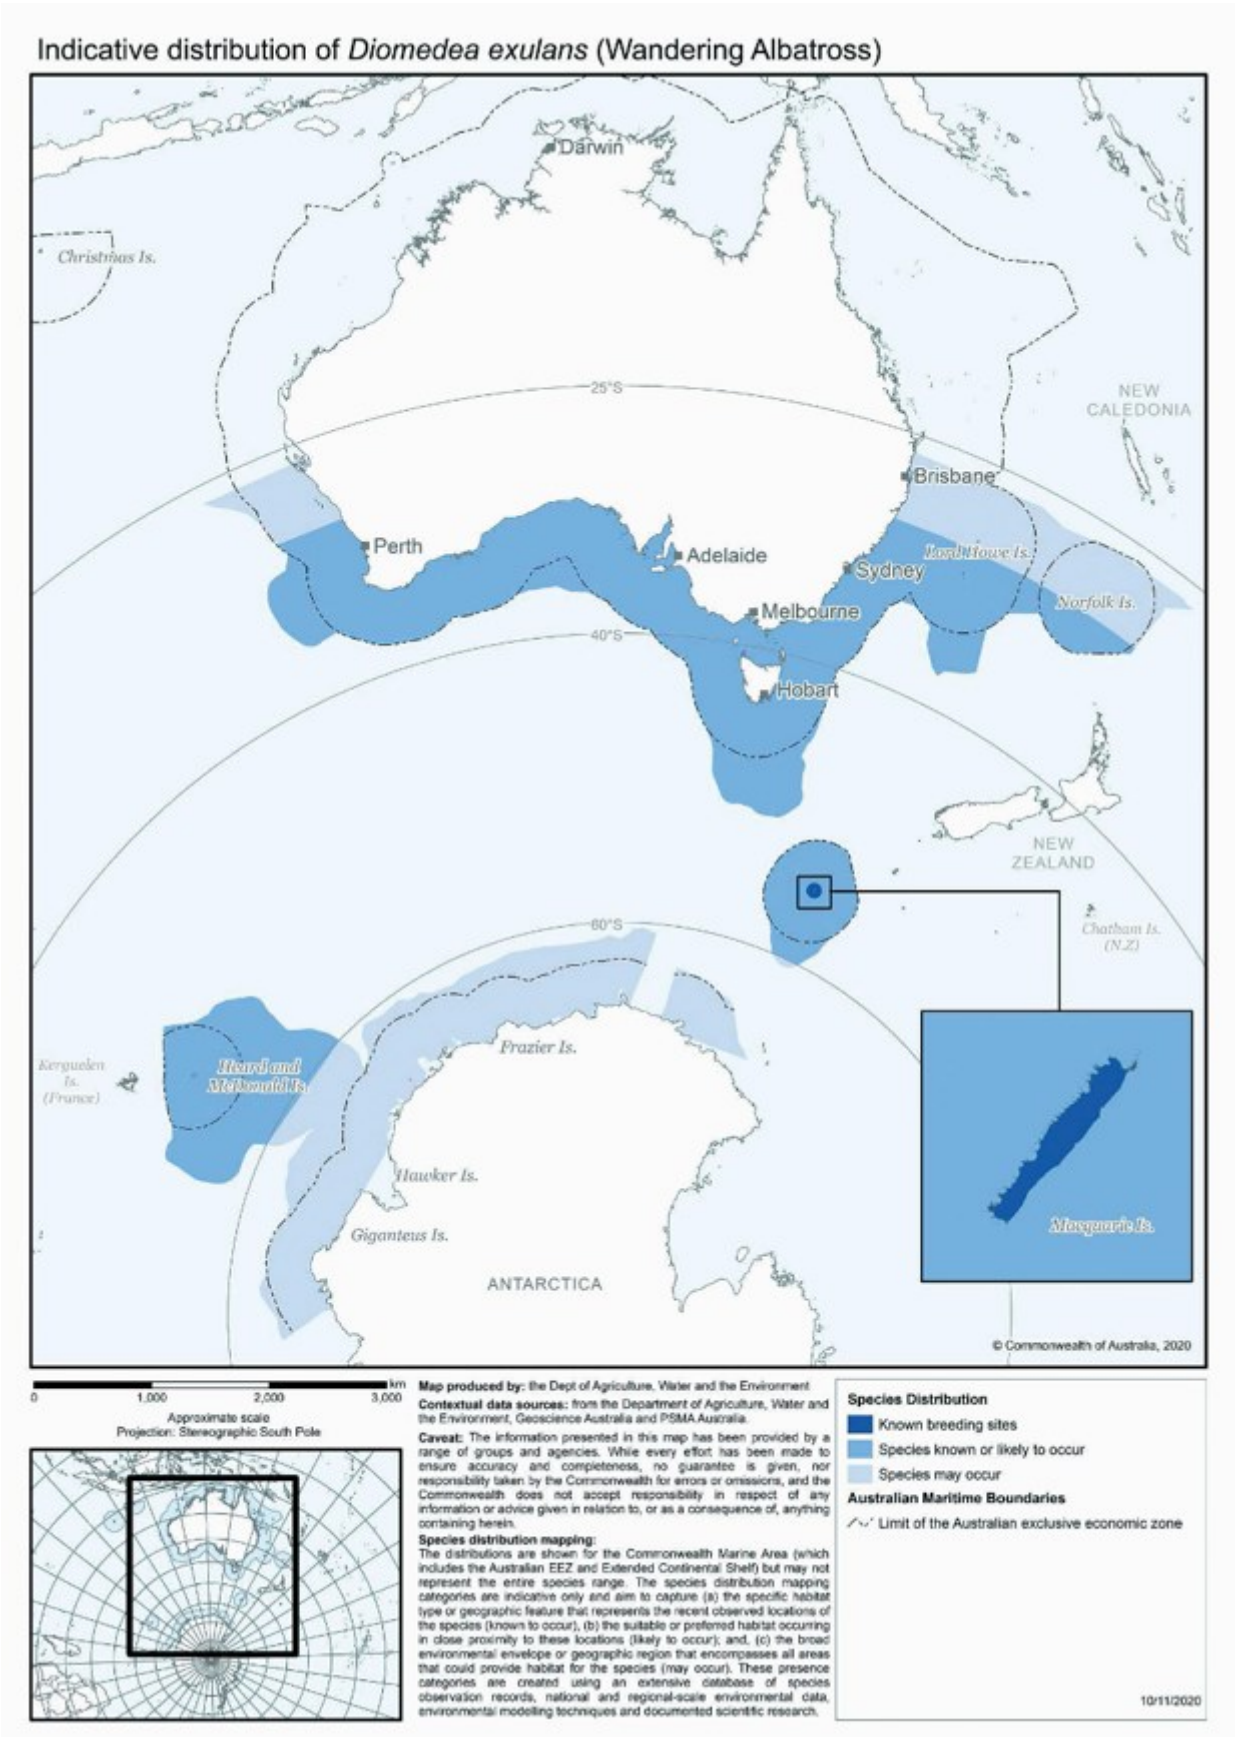 Indicative distribution of Diomedea exulans (Wandering Albatross)
Darwin
Christmas Is.
25°S
NEW
CALEDONIA
Brisbane
Perth
Adelaide
Lord Howe Is.
Sydney
Melbourne
Norfolk Is.
40°S
Hobart
NEW
ZEALAND
60°S
Chatham Is.
(N.Z)
Frazier Is.
Kerguelen
Is.
(France)
Heard and
McDonald Is.
Hawker Is.
Giganteus Is.
Macquarie Is.
ANTARCTICA
© Commonwealth of Australia, 2020
km
0 1,000 2,000 3,000
Approximate scale
Projection: Stereographic South Pole
Map produced by: the Dept of Agriculture, Water and the Environment
Contextual data sources: from the Department of Agriculture, Water and
the Environment, Geoscience Australia and PSMA Australia.
Caveat: The information presented in this map has been provided by a
range of groups and agencies. While every effort has been made to
ensure accuracy and completeness, no guarantee is given, nor
responsibility taken by the Commonwealth for errors or omissions, and the
Commonwealth does not accept responsibility in respect of any
information or advice given in relation to, or as a consequence of, anything
containing herein.
Species distribution mapping:
The distributions are shown for the Commonwealth Marine Area (which
includes the Australian EEZ and Extended Continental Shelf) but may not
represent the entire species range. The species distribution mapping
categories are indicative only and aim to capture (a) the specific habitat
type or geographic feature that represents the recent observed locations of
the species (known to occur), (b) the suitable or preferred habitat occurring
in close proximity to these locations (likely to occur); and, (c) the broad
environmental envelope or geographic region that encompasses all areas
that could provide habitat for the species (may occur). These presence
categories are created using an extensive database of species
observation records, national and regional-scale environmental data,
environmental modelling techniques and documented scientific research.
Species Distribution
Known breeding sites
Species known or likely to occur
Species may occur
Australian Maritime Boundaries
Limit of the Australian exclusive economic zone
10/11/2020